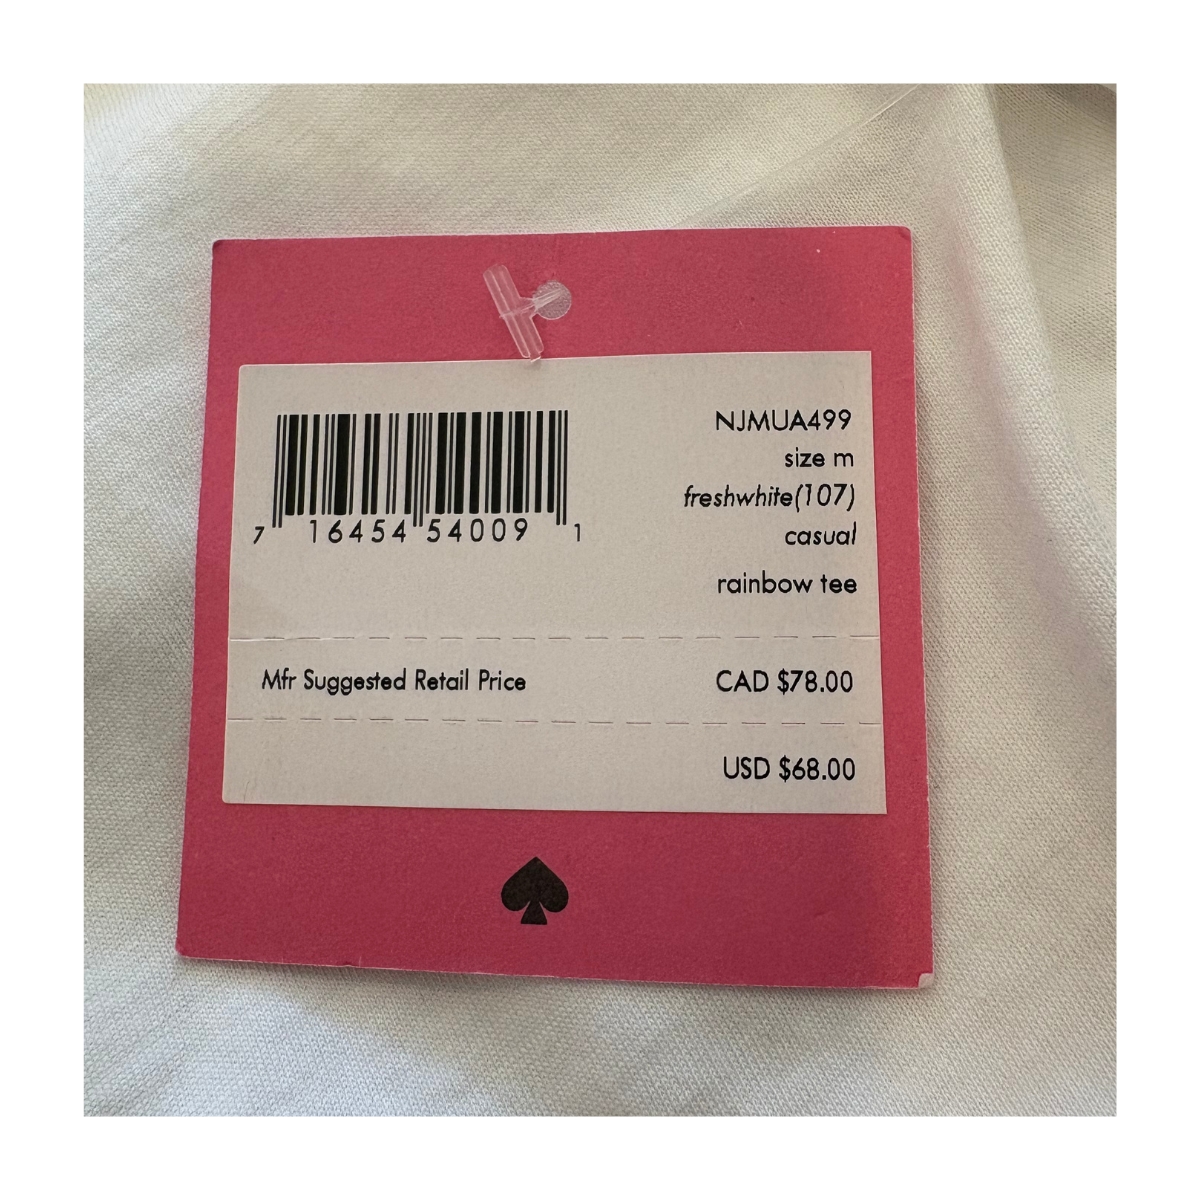 NJMUA499
size m
freshwhite(107)
casual
rainbow tee
7 16454 54009 1
Mfr Suggested Retail Price CAD $78.00
USD $68.00